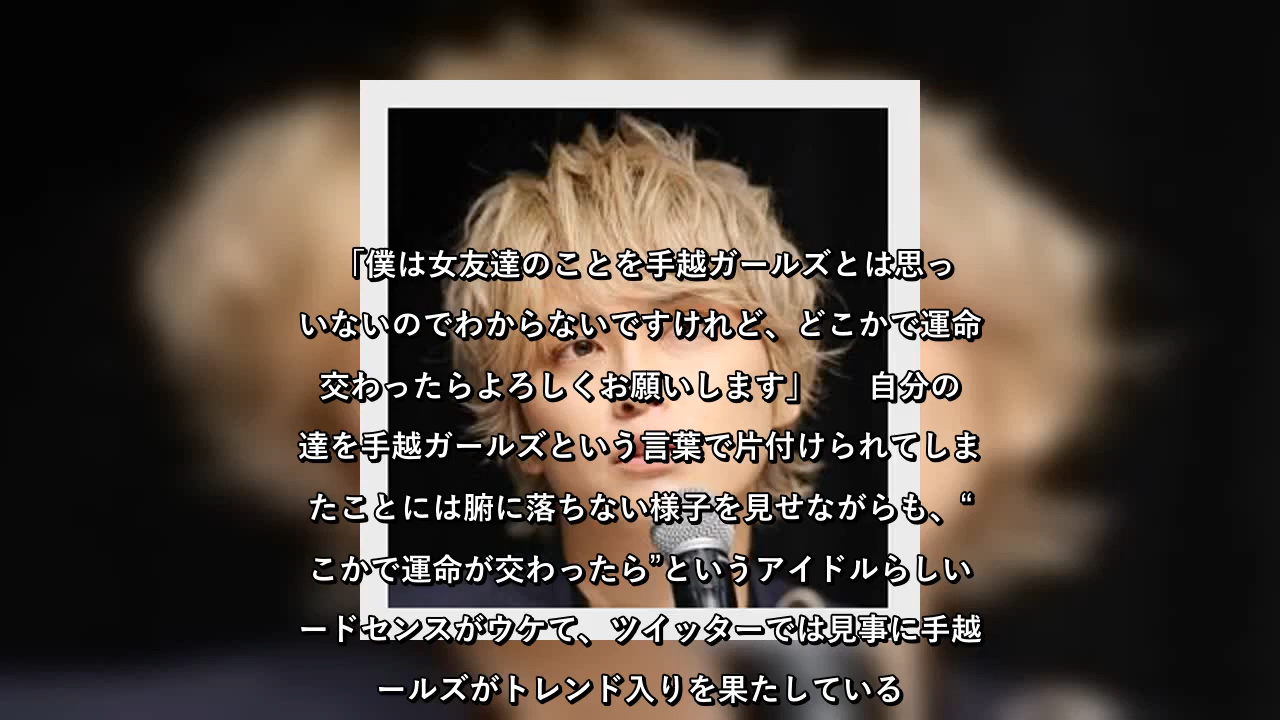 「僕は女友達のことを手越ガールズとは思っ
いないのでわからないですけれど、どこかで運命
交わったらよろしくお願いします」　　自分の
達を手越ガールズという言葉で片付けられてしま
たことには腑に落ちない様子を見せながらも、“
こかで運命が交わったら”というアイドルらしい
ードセンスがウケて、ツイッターでは見事に手越
ールズがトレンド入りを果たしている